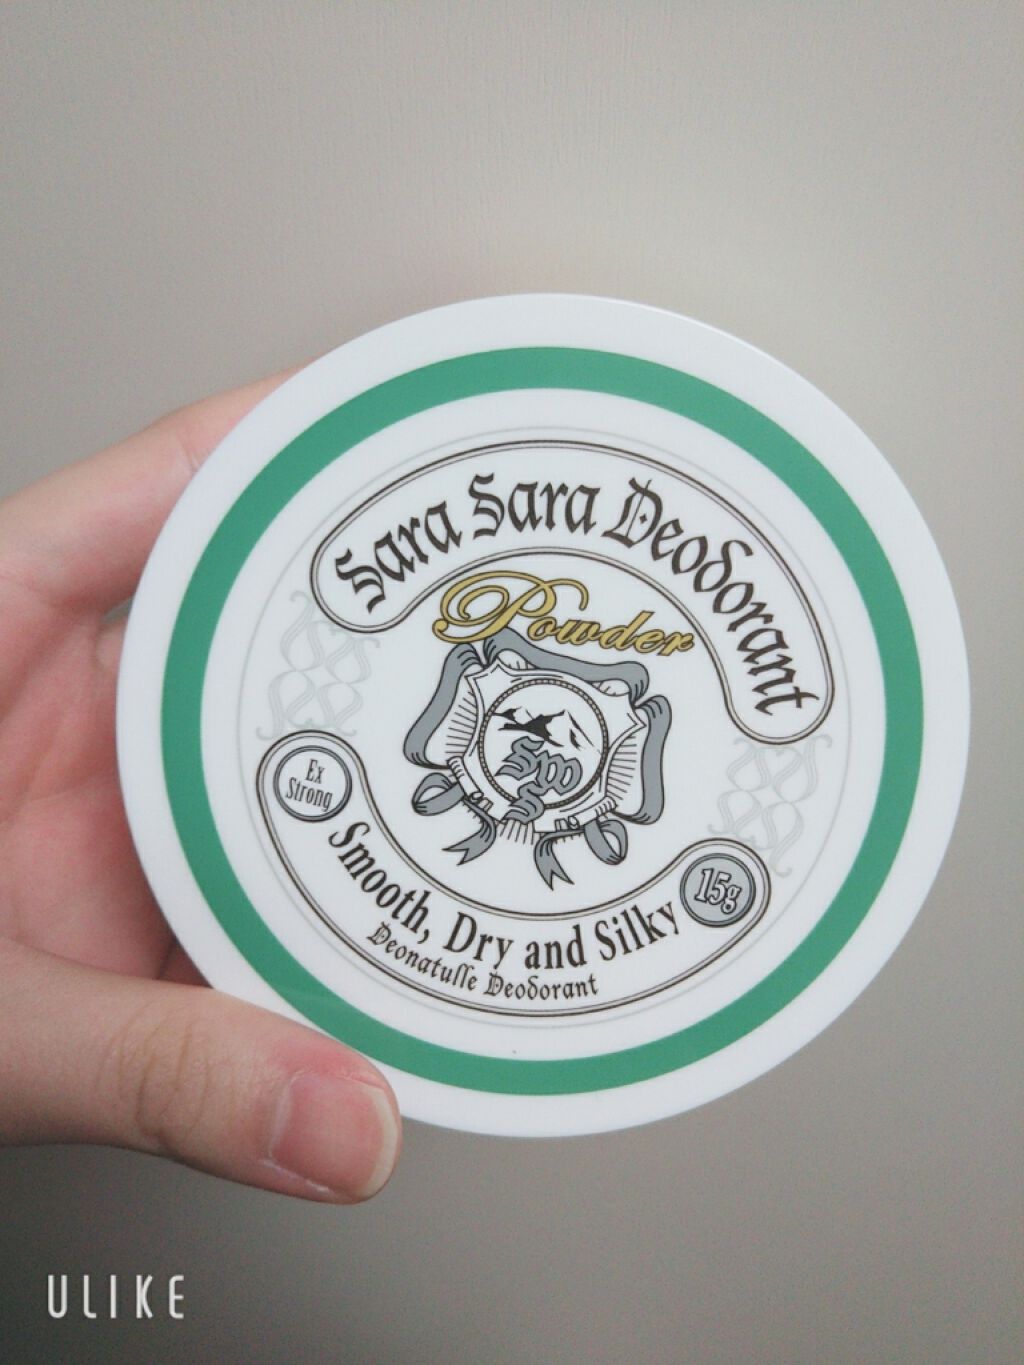 Sara Sara Deodorant
Powder
Ex
Strong
15g
Smooth, Dry and Silky
Deonatulle Deodorant
ULIKE